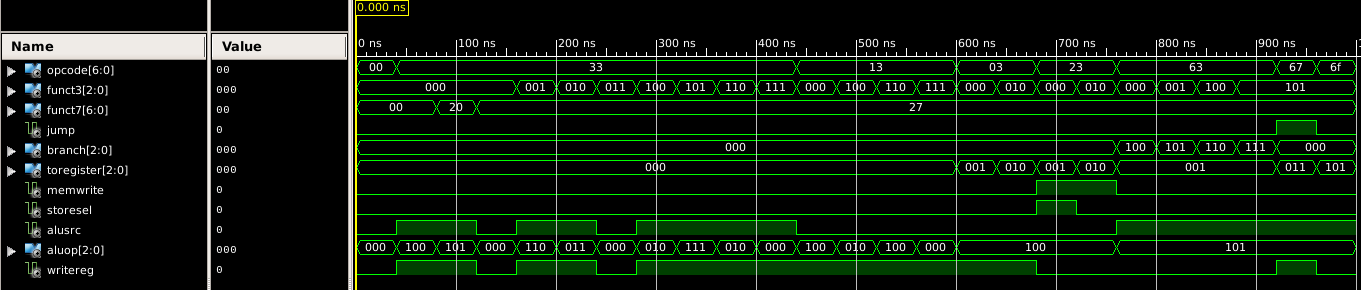 0.000 ns
Name Value 0 ns 100 ns 200 ns 300 ns 400 ns 500 ns 600 ns 700 ns 800 ns 900 ns 1
opcode[6:0] 00 00 33 13 03 23 63 67 6f
funct3[2:0] 000 000 001 010 011 100 101 110 111 000 100 110 111 000 010 000 010 000 001 100 101
funct7[6:0] 00 00 20 27
jump 0
branch[2:0] 000 000 100 101 110 111 000
toregister[2:0] 000 000 001 010 001 010 001 011 101
memwrite 0
storesel 0
alusrc 0
aluop[2:0] 000 000 100 101 000 110 011 000 010 111 010 000 100 010 100 000 100 101
writereg 0